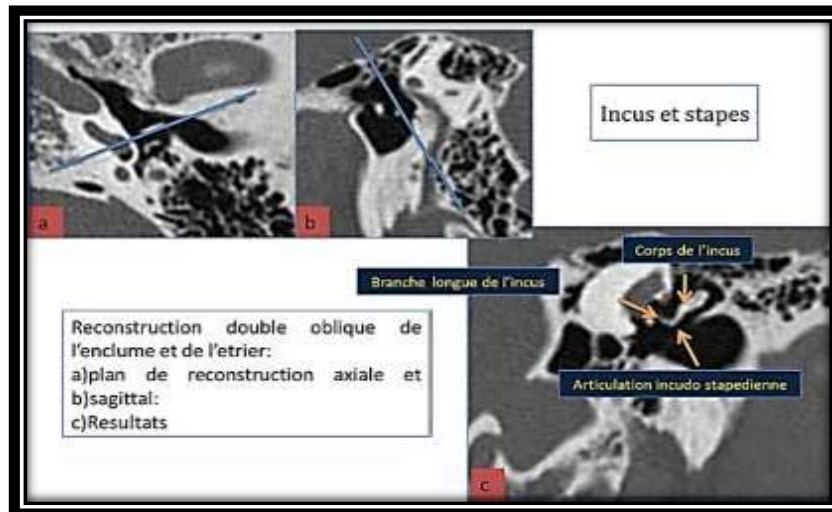 a
b
Incus et stapes
Corps de l'incus
Branche longue de l'incus
Reconstruction double oblique de
l'enclume et de l'etrier:
a)plan de reconstruction axiale et
b)sagittal:
c)Resultats
Articulation incudo stapedienne
c